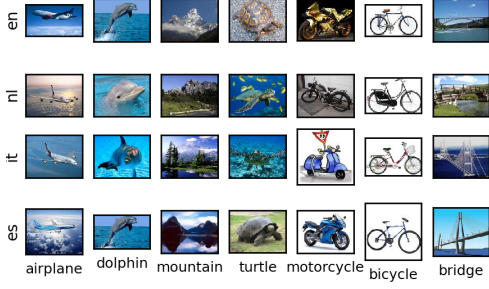 en
nl
it
es
airplane dolphin mountain turtle motorcycle bicycle bridge